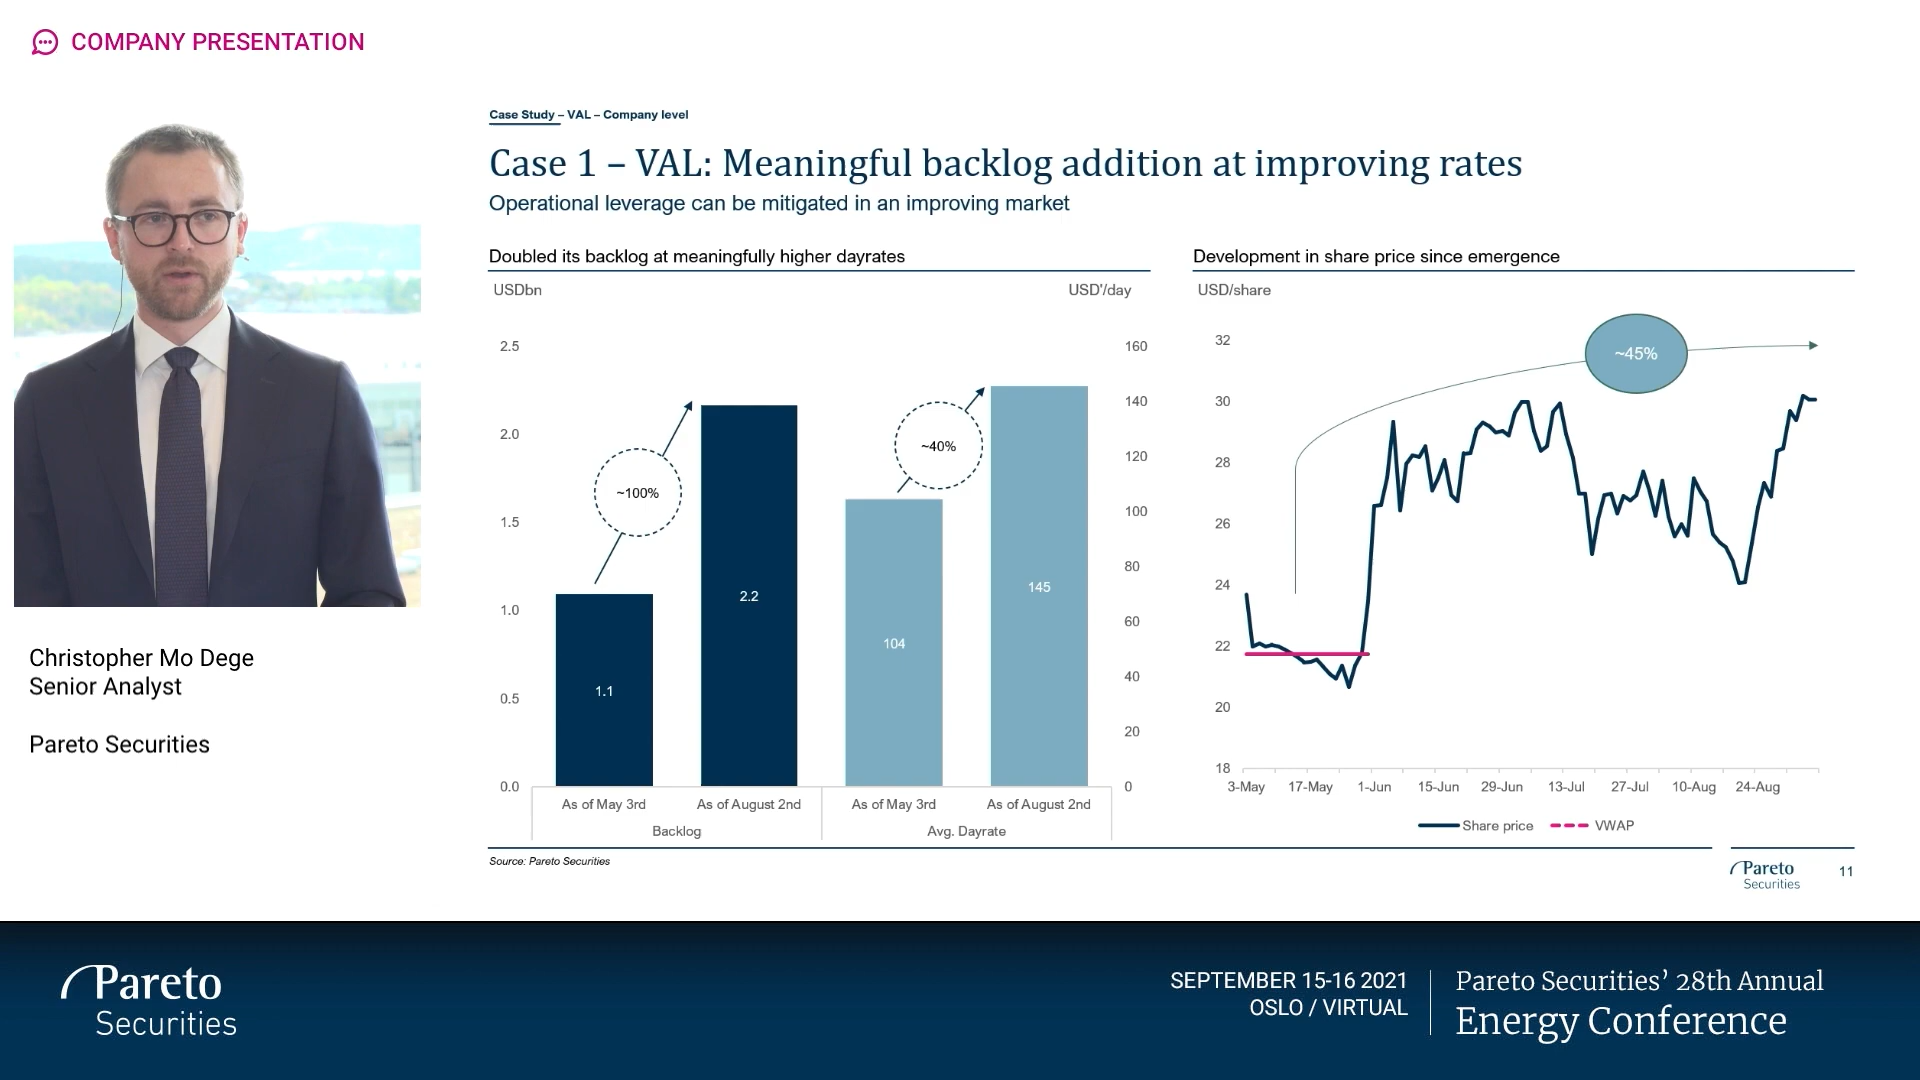 COMPANY PRESENTATION
Case Study – VAL – Company level
Case 1 – VAL: Meaningful backlog addition at improving rates
Operational leverage can be mitigated in an improving market
Doubled its backlog at meaningfully higher dayrates
USDbn
USD'/day
2.5
2.0
1.5
1.0
0.5
0.0
160
140
120
100
80
60
40
20
0
~100%
~40%
1.1
2.2
104
145
As of May 3rd
As of August 2nd
As of May 3rd
As of August 2nd
Backlog
Avg. Dayrate
Development in share price since emergence
USD/share
32
30
28
26
24
22
20
18
~45%
3-May
17-May
1-Jun
15-Jun
29-Jun
13-Jul
27-Jul
10-Aug
24-Aug
Share price
VWAP
Source: Pareto Securities
Pareto
Securities
11
Christopher Mo Dege
Senior Analyst
Pareto Securities
Pareto
Securities
SEPTEMBER 15-16 2021
OSLO / VIRTUAL
Pareto Securities’ 28th Annual
Energy Conference